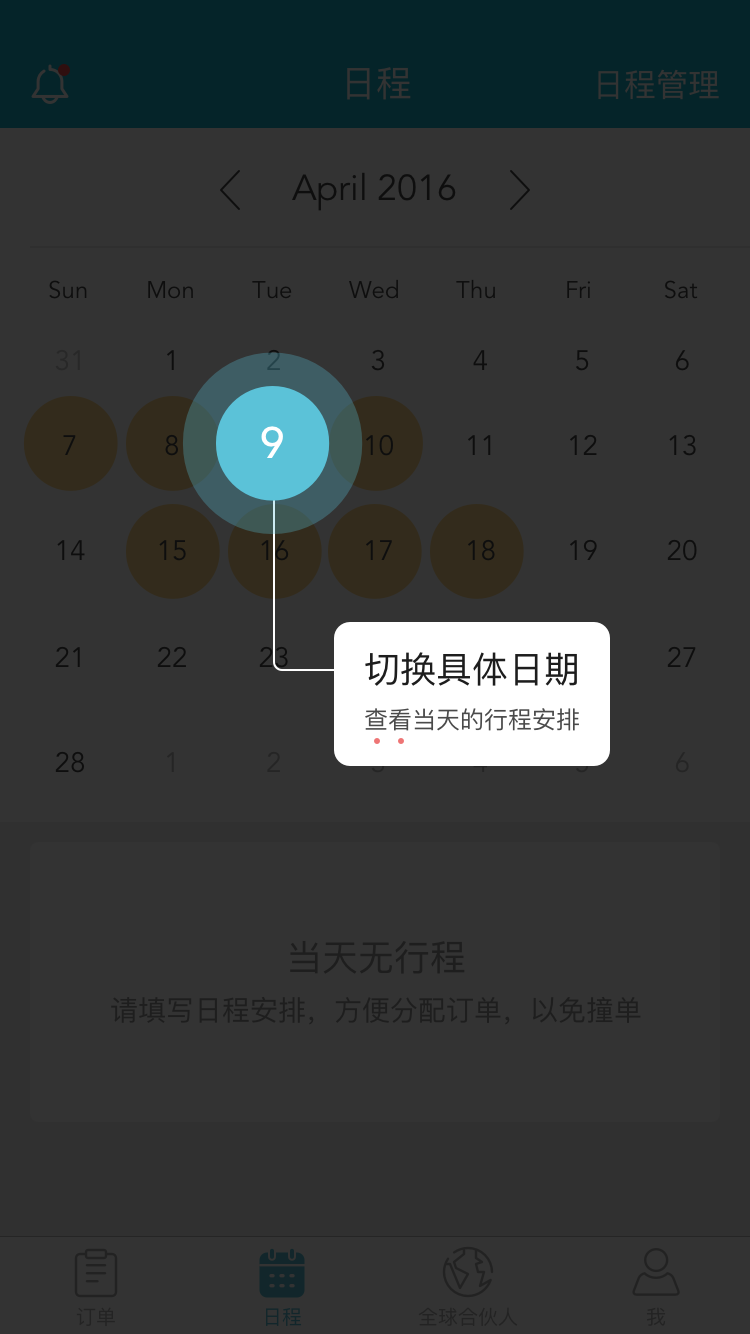 日程
日程管理
April 2016
Sun Mon Tue Wed Thu Fri Sat
31 1 2 3 4 5 6
7 8 9 10 11 12 13
14 15 16 17 18 19 20
21 22 23 27
切换具体日期
查看当天的行程安排
28 1 2 3 4 5 6
当天无行程
请填写日程安排，方便分配订单，以免撞单
订单 日程 全球合伙人 我